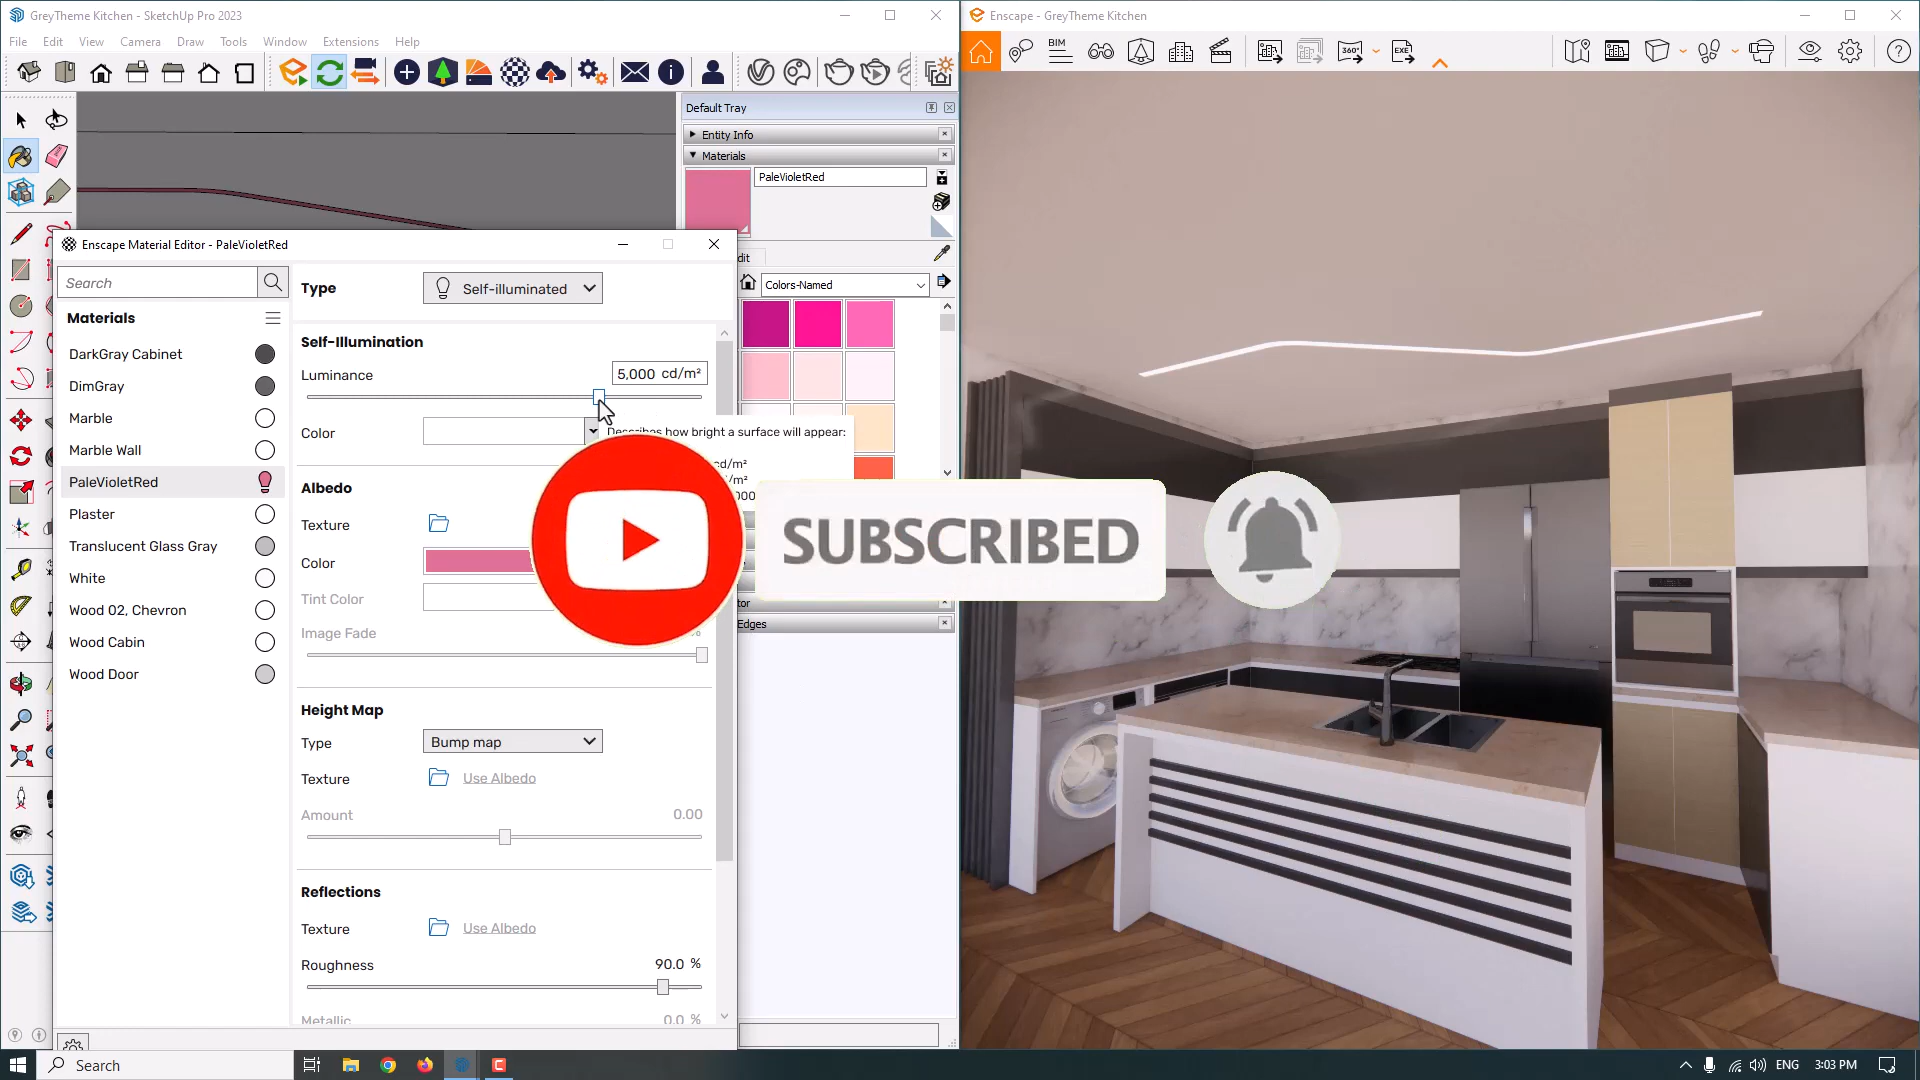 GreyTheme Kitchen - SketchUp Pro 2023
File Edit View Camera Draw Tools Window Extensions Help
Default Tray
Entity Info
Materials
PaleVioletRed
Colors-Named
Edges
Enscape Material Editor - PaleVioletRed
Search
Materials
DarkGray Cabinet
DimGray
Marble
Marble Wall
PaleVioletRed
Plaster
Translucent Glass Gray
White
Wood 02, Chevron
Wood Cabin
Wood Door
Type Self-illuminated
Self-Illumination
Luminance 5,000 cd/m²
Color
Describes how bright a surface will appear:
cd/m²
Albedo
Texture
Color
Tint Color
Image Fade %
Height Map
Type Bump map
Texture Use Albedo
Amount 0.00
Reflections
Texture Use Albedo
Roughness 90.0 %
Metallic 0.0 %
SUBSCRIBED
Enscape - GreyTheme Kitchen
BIM
360°
EXE
Search
ENG
3:03 PM